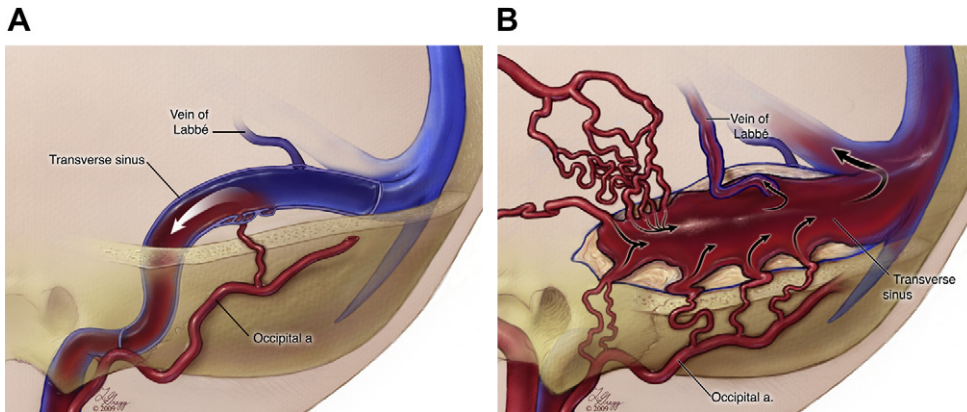 A
Vein of
Labbé
Transverse sinus
Occipital a
© 2009
B
Vein of
Labbé
Transverse
sinus
Occipital a.
© 2009